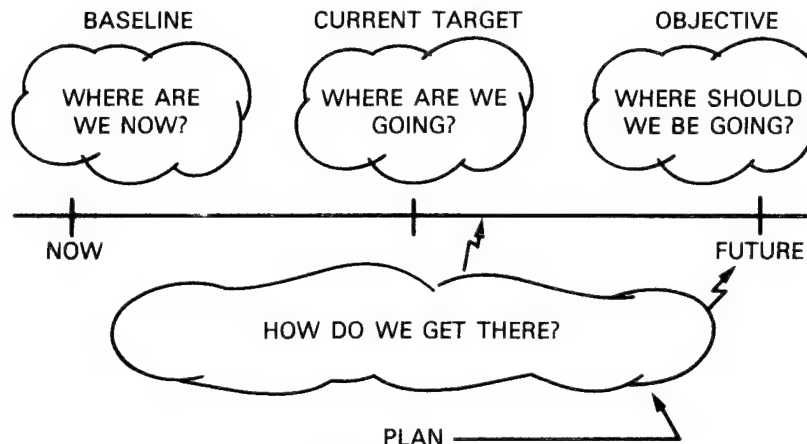 BASELINE
CURRENT TARGET
OBJECTIVE
WHERE ARE
WE NOW?
WHERE ARE WE
GOING?
WHERE SHOULD
WE BE GOING?
NOW
FUTURE
HOW DO WE GET THERE?
PLAN